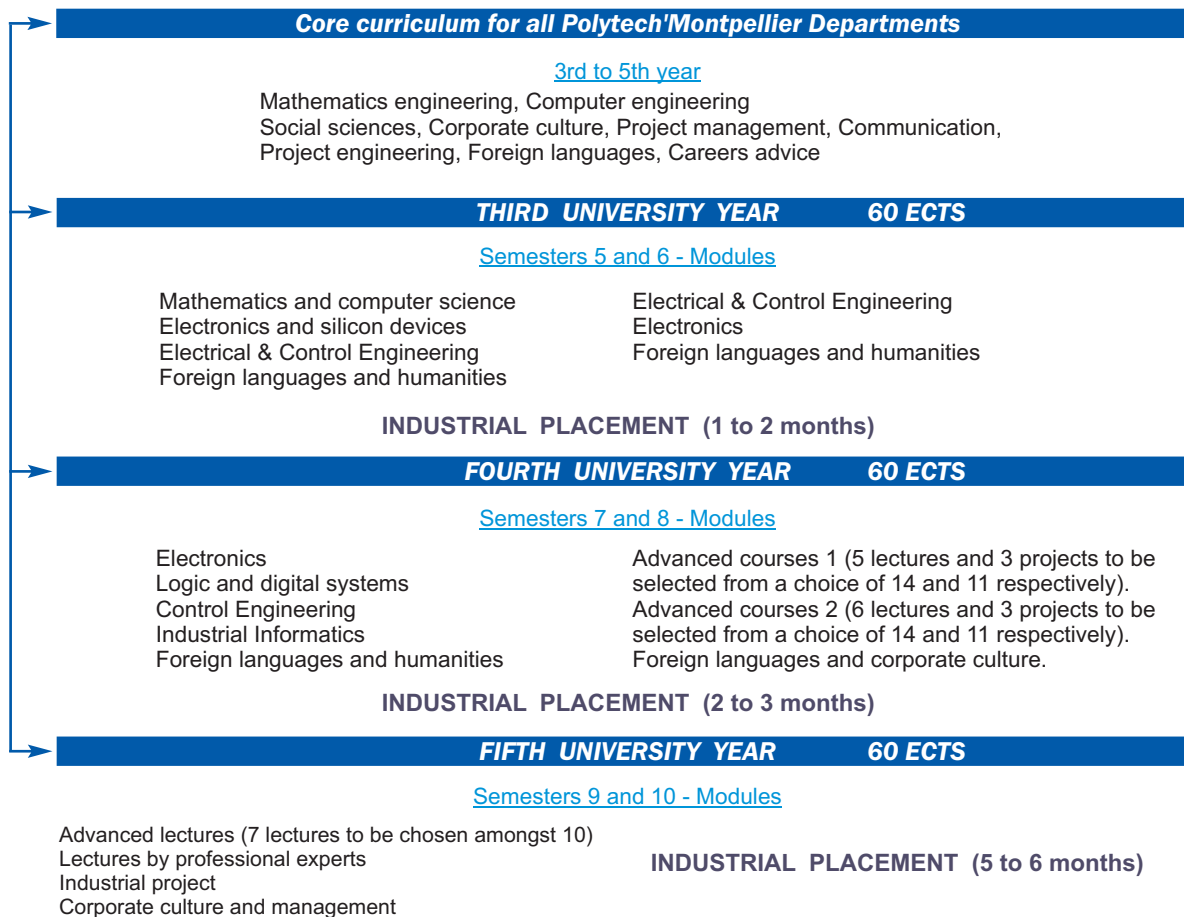 Core curriculum for all Polytech'Montpellier Departments
3rd to 5th year
Mathematics engineering, Computer engineering
Social sciences, Corporate culture, Project management, Communication,
Project engineering, Foreign languages, Careers advice
THIRD UNIVERSITY YEAR 60 ECTS
Semesters 5 and 6 - Modules
Mathematics and computer science
Electronics and silicon devices
Electrical & Control Engineering
Foreign languages and humanities
Electrical & Control Engineering
Electronics
Foreign languages and humanities
INDUSTRIAL PLACEMENT (1 to 2 months)
FOURTH UNIVERSITY YEAR 60 ECTS
Semesters 7 and 8 - Modules
Electronics
Logic and digital systems
Control Engineering
Industrial Informatics
Foreign languages and humanities
Advanced courses 1 (5 lectures and 3 projects to be
selected from a choice of 14 and 11 respectively).
Advanced courses 2 (6 lectures and 3 projects to be
selected from a choice of 14 and 11 respectively).
Foreign languages and corporate culture.
INDUSTRIAL PLACEMENT (2 to 3 months)
FIFTH UNIVERSITY YEAR 60 ECTS
Semesters 9 and 10 - Modules
Advanced lectures (7 lectures to be chosen amongst 10)
Lectures by professional experts
Industrial project
Corporate culture and management
INDUSTRIAL PLACEMENT (5 to 6 months)